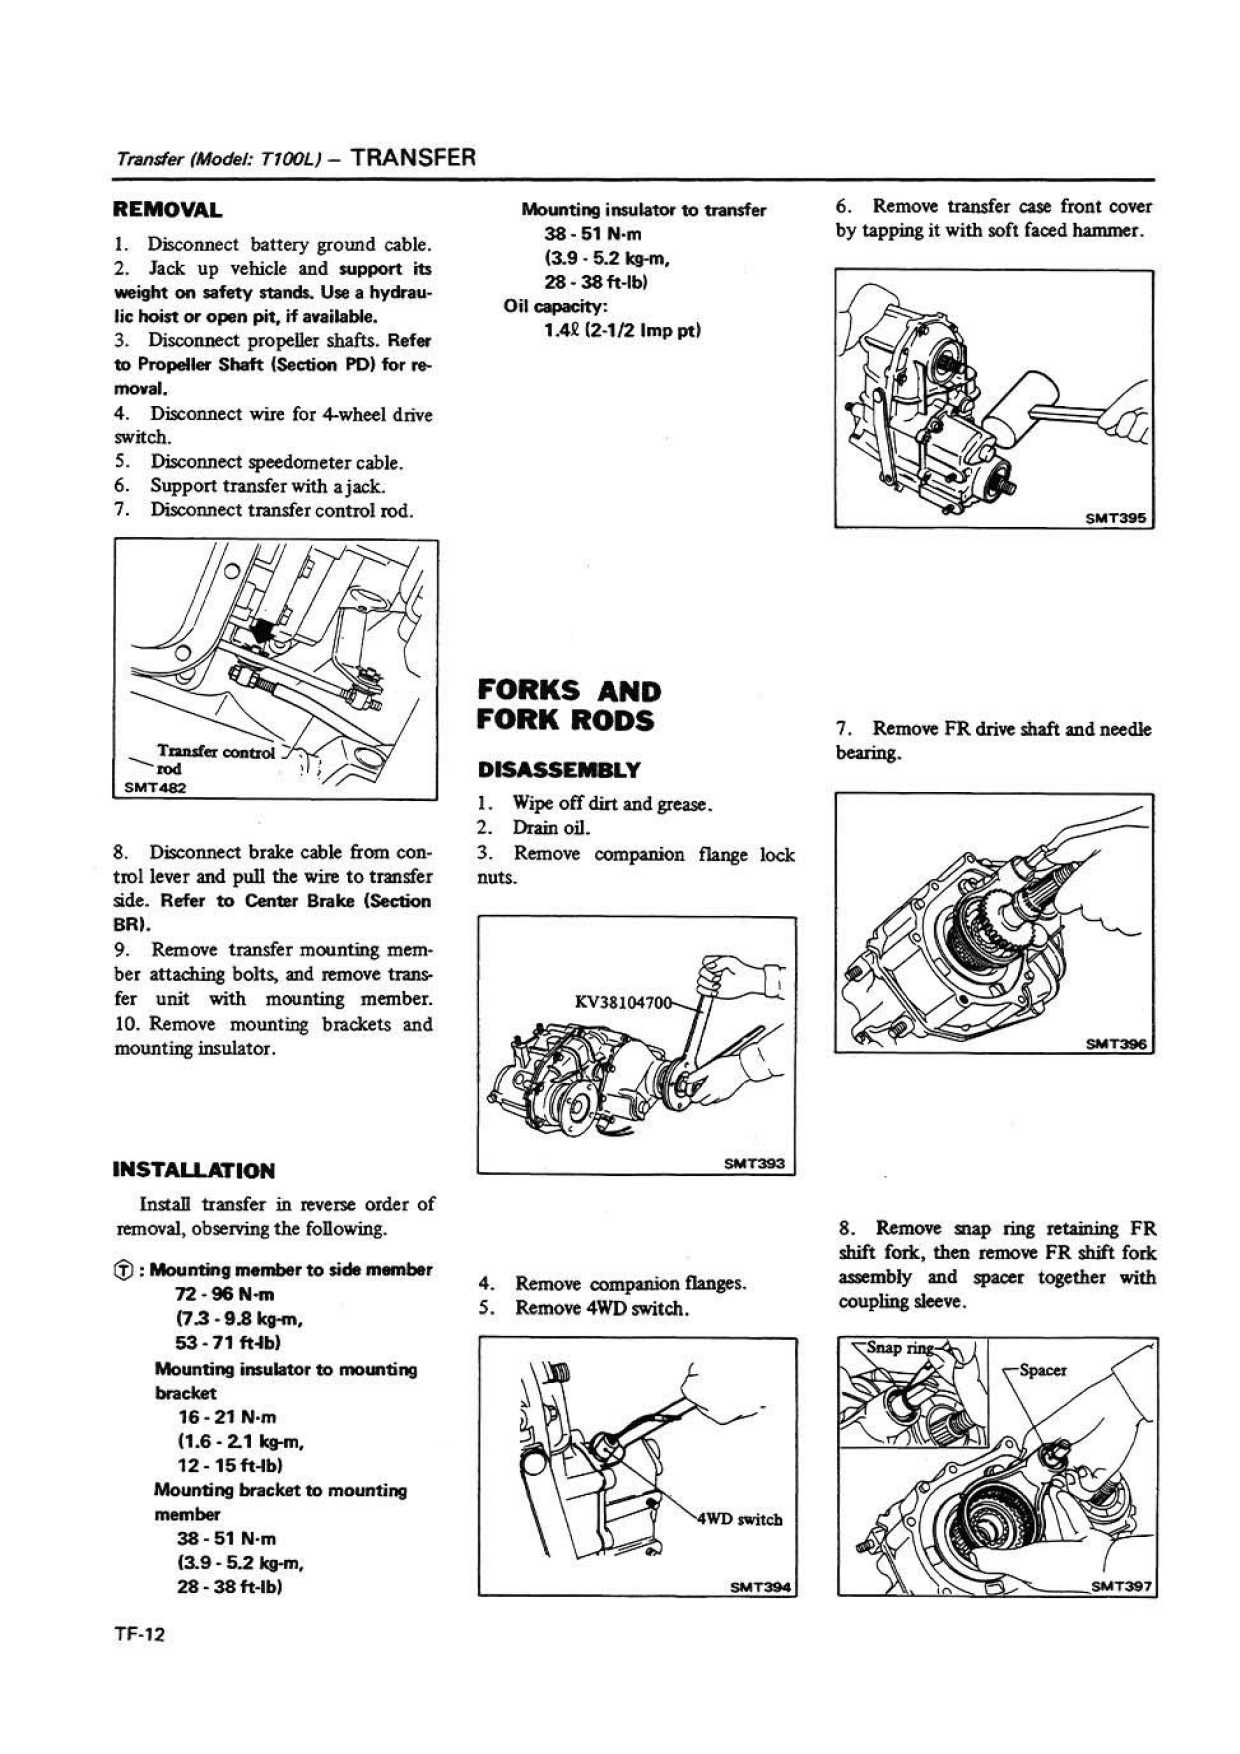 Transfer (Model: T100L) – TRANSFER
REMOVAL
1. Disconnect battery ground cable.
2. Jack up vehicle and support its
weight on safety stands. Use a hydrau-
lic hoist or open pit, if available.
3. Disconnect propeller shafts. Refer
to Propeller Shaft (Section PD) for re-
moval.
4. Disconnect wire for 4-wheel drive
switch.
5. Disconnect speedometer cable.
6. Support transfer with a jack.
7. Disconnect transfer control rod.
Transfer control
rod
SMT482
8. Disconnect brake cable from con-
trol lever and pull the wire to transfer
side. Refer to Center Brake (Section
BR).
9. Remove transfer mounting mem-
ber attaching bolts, and remove trans-
fer unit with mounting member.
10. Remove mounting brackets and
mounting insulator.
INSTALLATION
Install transfer in reverse order of
removal, observing the following.
Ⓣ : Mounting member to side member
72 - 96 N·m
(7.3 - 9.8 kg-m,
53 - 71 ft-lb)
Mounting insulator to mounting
bracket
16 - 21 N·m
(1.6 - 2.1 kg-m,
12 - 15 ft-lb)
Mounting bracket to mounting
member
38 - 51 N·m
(3.9 - 5.2 kg-m,
28 - 38 ft-lb)
Mounting insulator to transfer
38 - 51 N·m
(3.9 - 5.2 kg-m,
28 - 38 ft-lb)
Oil capacity:
1.4ℓ (2-1/2 Imp pt)
FORKS AND
FORK RODS
DISASSEMBLY
1. Wipe off dirt and grease.
2. Drain oil.
3. Remove companion flange lock
nuts.
KV38104700
SMT393
4. Remove companion flanges.
5. Remove 4WD switch.
4WD switch
SMT394
6. Remove transfer case front cover
by tapping it with soft faced hammer.
SMT395
7. Remove FR drive shaft and needle
bearing.
SMT396
8. Remove snap ring retaining FR
shift fork, then remove FR shift fork
assembly and spacer together with
coupling sleeve.
Snap ring
Spacer
SMT397
TF-12